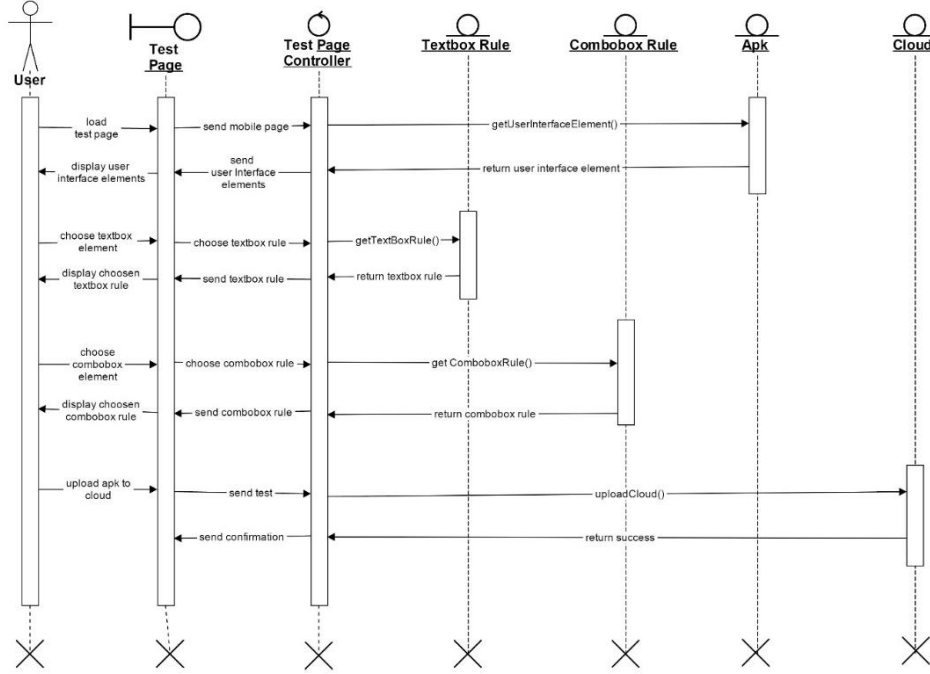 User
Test
Page
Test Page
Controller
Textbox Rule
Combobox Rule
Apk
Cloud
load
test page
send mobile page
getUserInterfaceElement()
display user
interface elements
send
user Interface
elements
return user interface element
choose textbox
element
choose textbox rule
getTextBoxRule()
display choosen
textbox rule
send textbox rule
return textbox rule
choose
combobox
element
choose combobox rule
get ComboboxRule()
display choosen
combobox rule
send combobox rule
return combobox rule
upload apk to
cloud
send test
uploadCloud()
send confirmation
return success